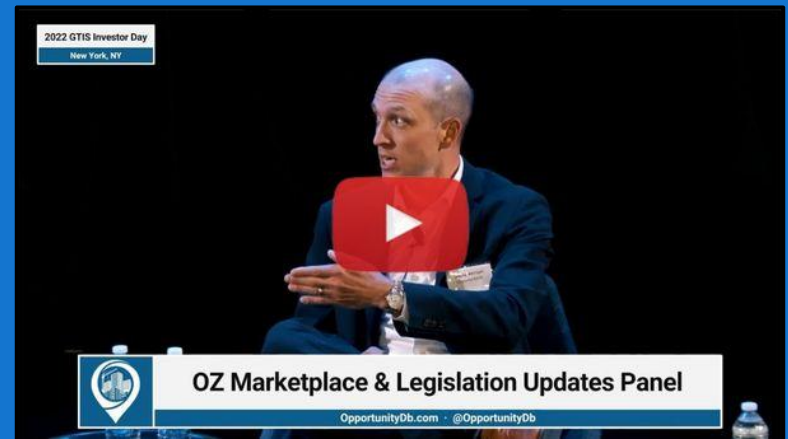 2022 GTIS Investor Day
New York, NY
OZ Marketplace & Legislation Updates Panel
OpportunityDb.com · @OpportunityDb